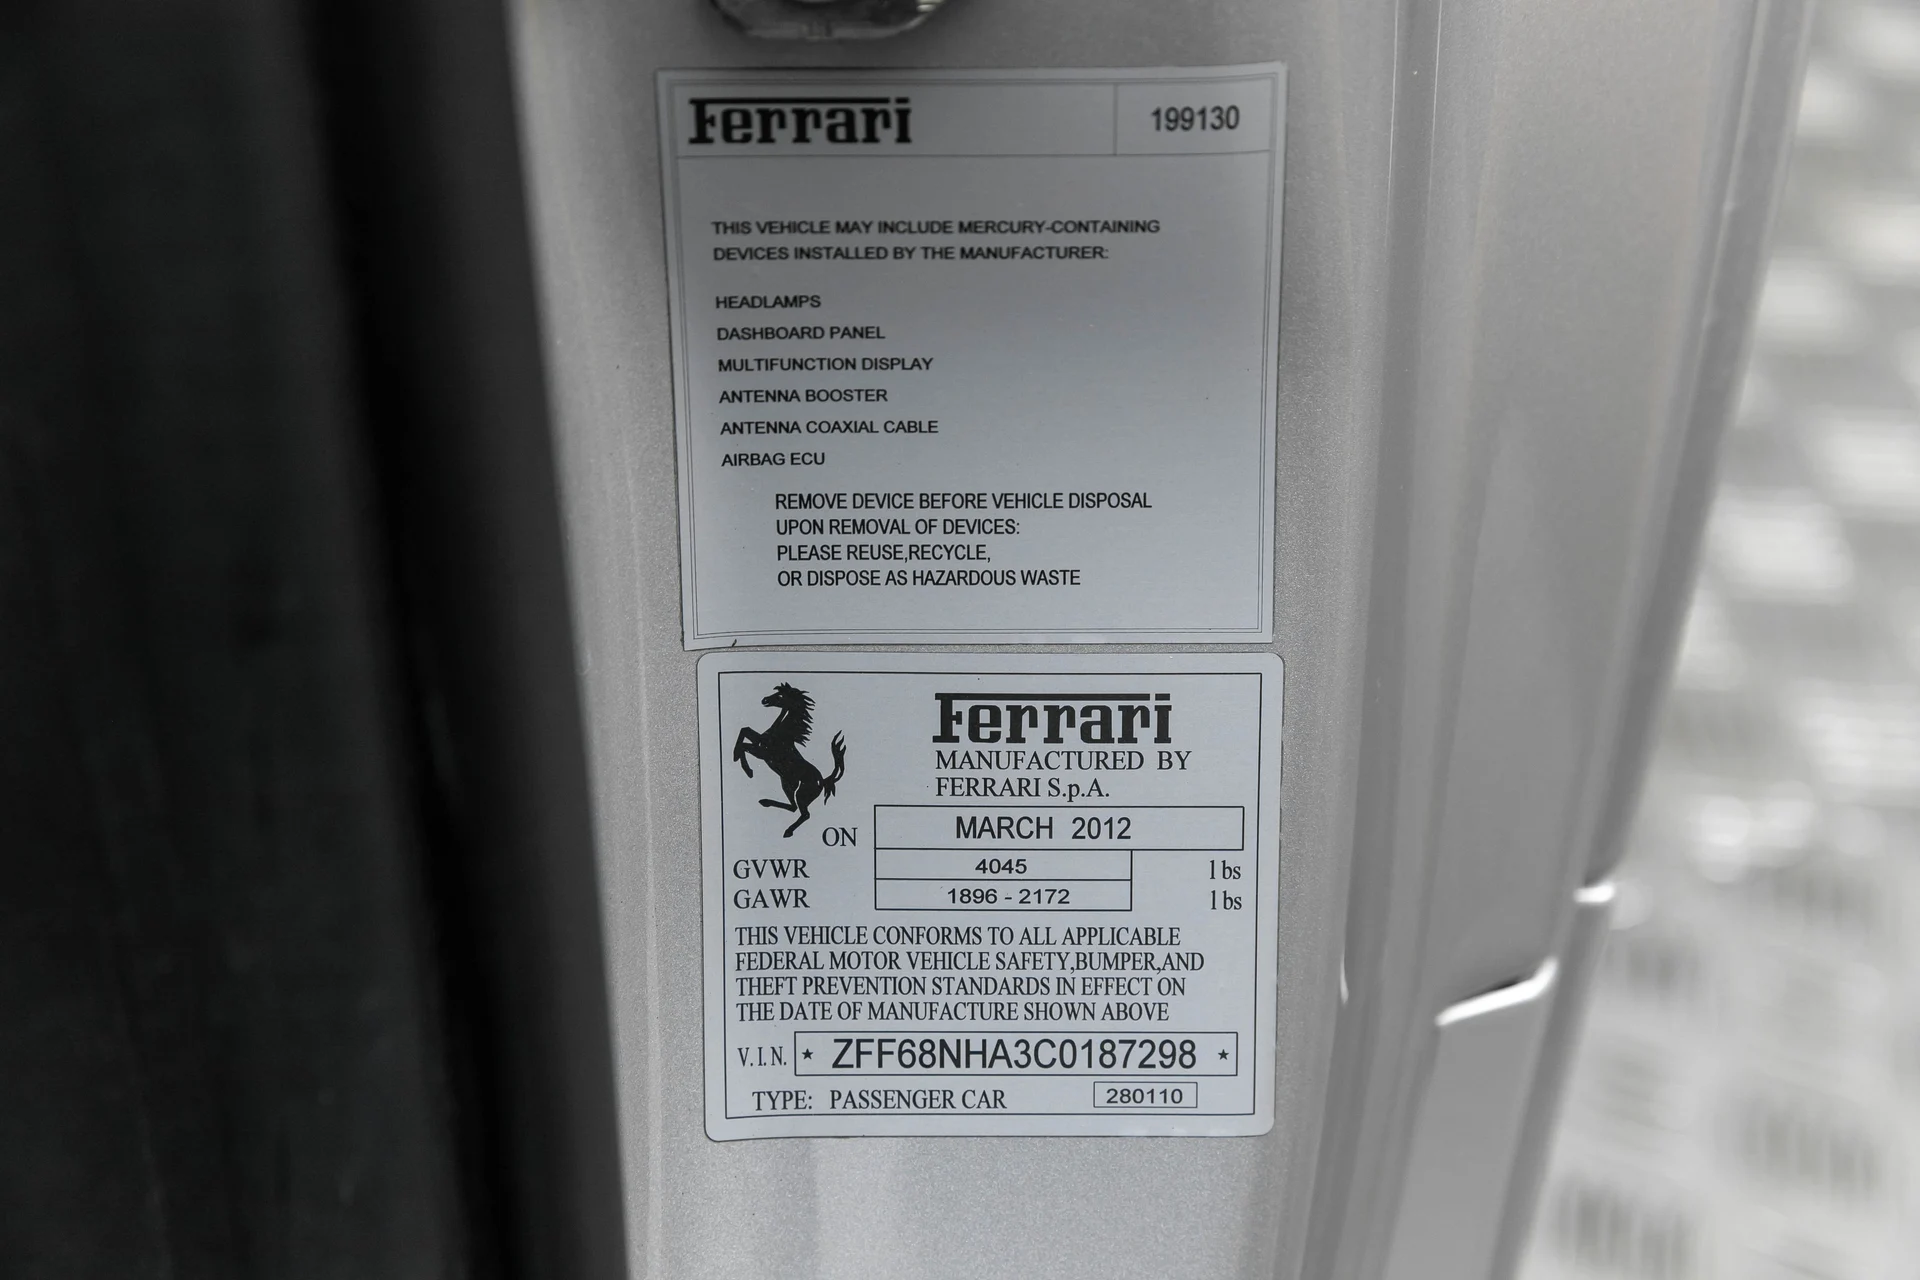 Ferrari 199130
THIS VEHICLE MAY INCLUDE MERCURY-CONTAINING
DEVICES INSTALLED BY THE MANUFACTURER:
HEADLAMPS
DASHBOARD PANEL
MULTIFUNCTION DISPLAY
ANTENNA BOOSTER
ANTENNA COAXIAL CABLE
AIRBAG ECU
REMOVE DEVICE BEFORE VEHICLE DISPOSAL
UPON REMOVAL OF DEVICES:
PLEASE REUSE,RECYCLE,
OR DISPOSE AS HAZARDOUS WASTE
Ferrari
MANUFACTURED BY
FERRARI S.p.A.
ON MARCH 2012
GVWR 4045 lbs
GAWR 1896 - 2172 lbs
THIS VEHICLE CONFORMS TO ALL APPLICABLE
FEDERAL MOTOR VEHICLE SAFETY,BUMPER,AND
THEFT PREVENTION STANDARDS IN EFFECT ON
THE DATE OF MANUFACTURE SHOWN ABOVE
V.I.N. ★ ZFF68NHA3C0187298 ★
TYPE: PASSENGER CAR 280110